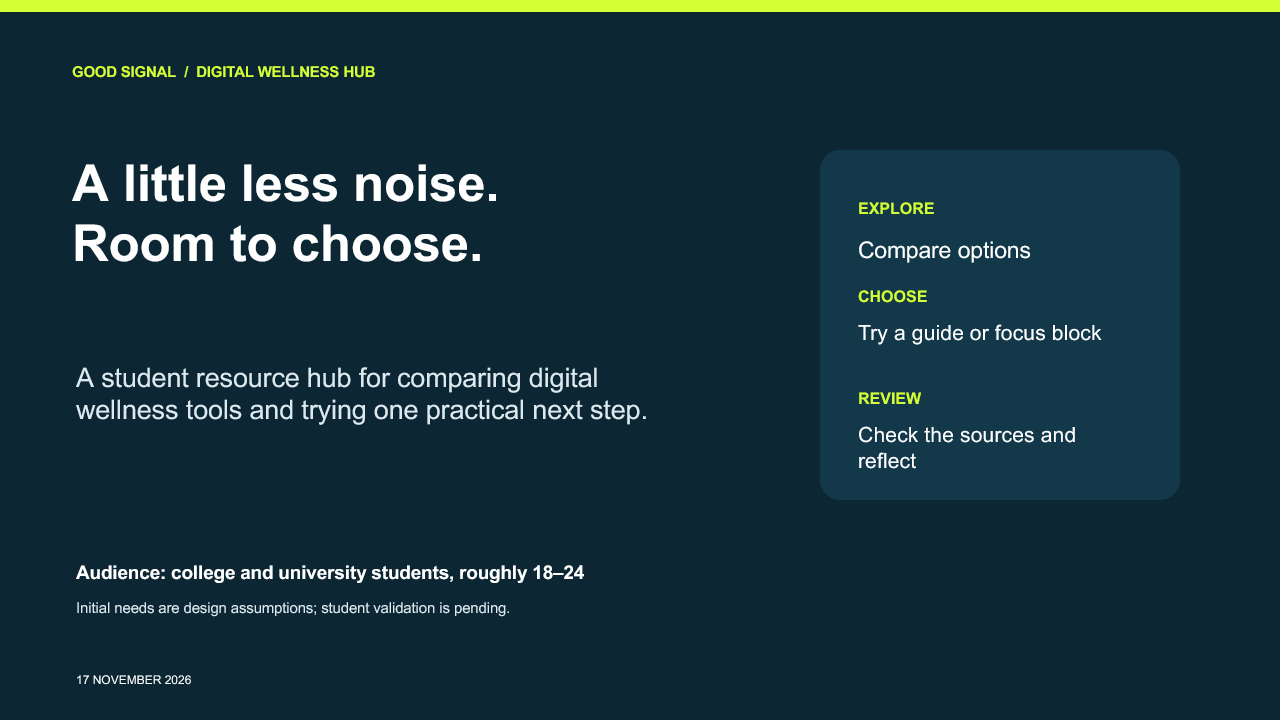 GOOD SIGNAL / DIGITAL WELLNESS HUB
A little less noise.
Room to choose.
A student resource hub for comparing digital
wellness tools and trying one practical next step.
Audience: college and university students, roughly 18–24
Initial needs are design assumptions; student validation is pending.
17 NOVEMBER 2026
EXPLORE
Compare options
CHOOSE
Try a guide or focus block
REVIEW
Check the sources and
reflect